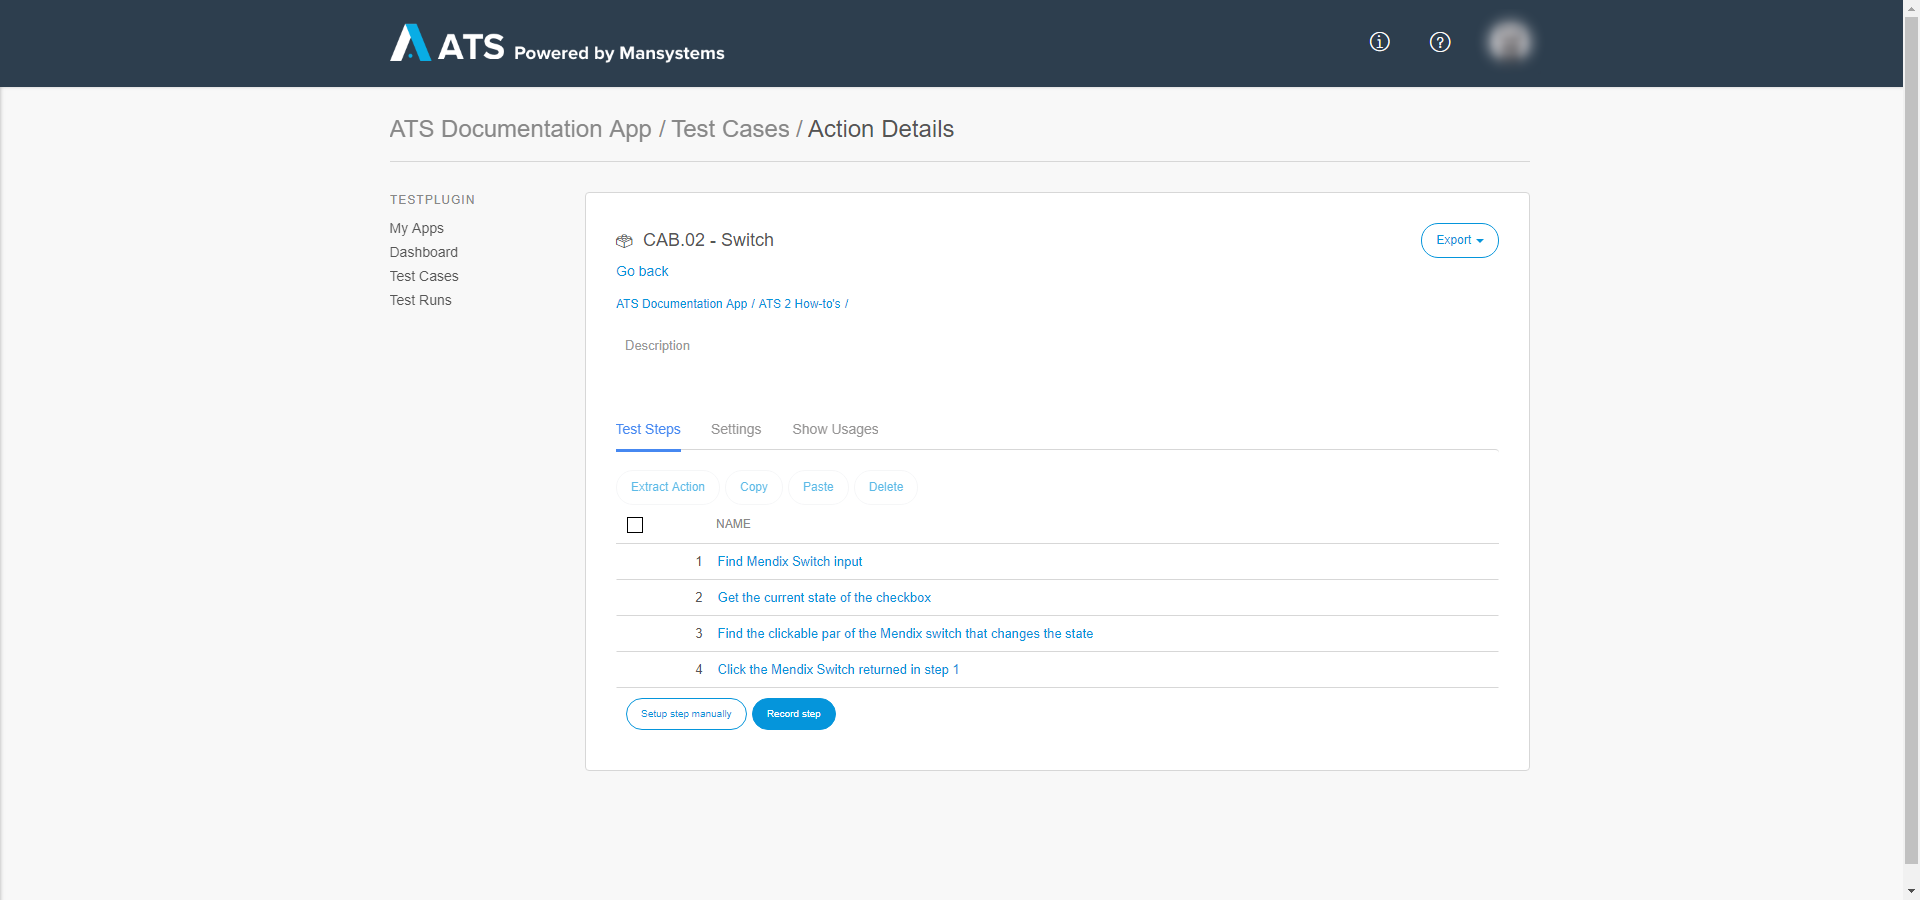 ATS Powered by Mansystems
ATS Documentation App / Test Cases / Action Details
TESTPLUGIN
My Apps
Dashboard
Test Cases
Test Runs
CAB.02 - Switch
Export
Go back
ATS Documentation App / ATS 2 How-to's /
Description
Test Steps Settings Show Usages
Extract Action Copy Paste Delete
NAME
1 Find Mendix Switch input
2 Get the current state of the checkbox
3 Find the clickable par of the Mendix switch that changes the state
4 Click the Mendix Switch returned in step 1
Setup step manually Record step